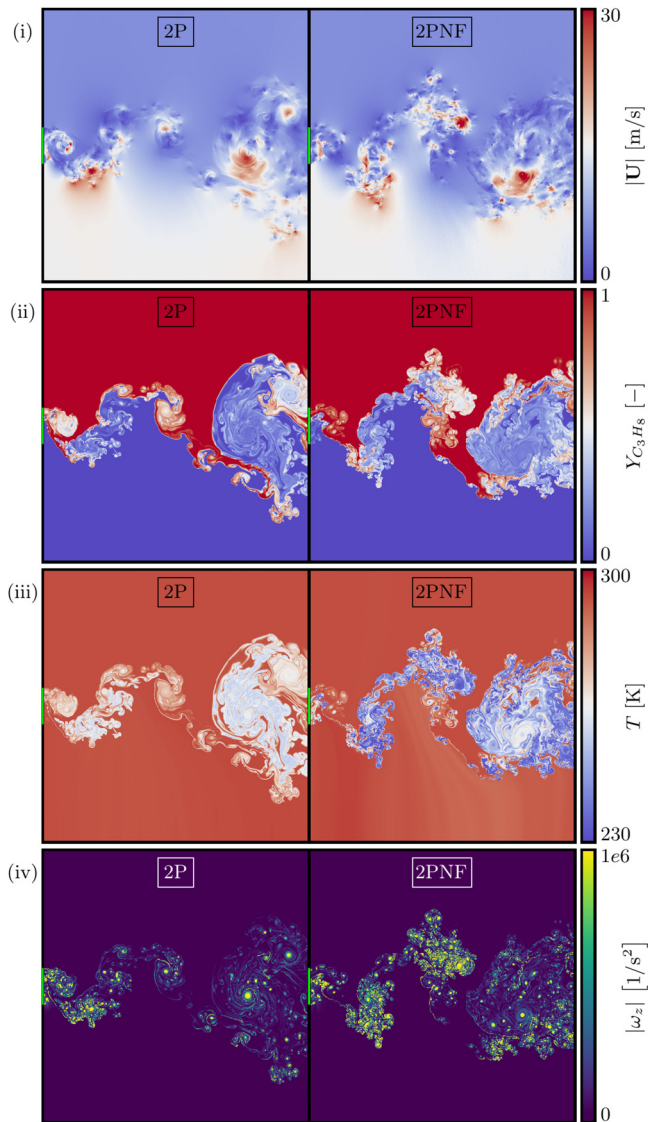 (i)
2P
2PNF
30
|U| [m/s]
0
(ii)
2P
2PNF
1
Y_{C_3H_8} [−]
0
(iii)
2P
2PNF
300
T [K]
230
(iv)
2P
2PNF
1e6
|ω_z| [1/s²]
0